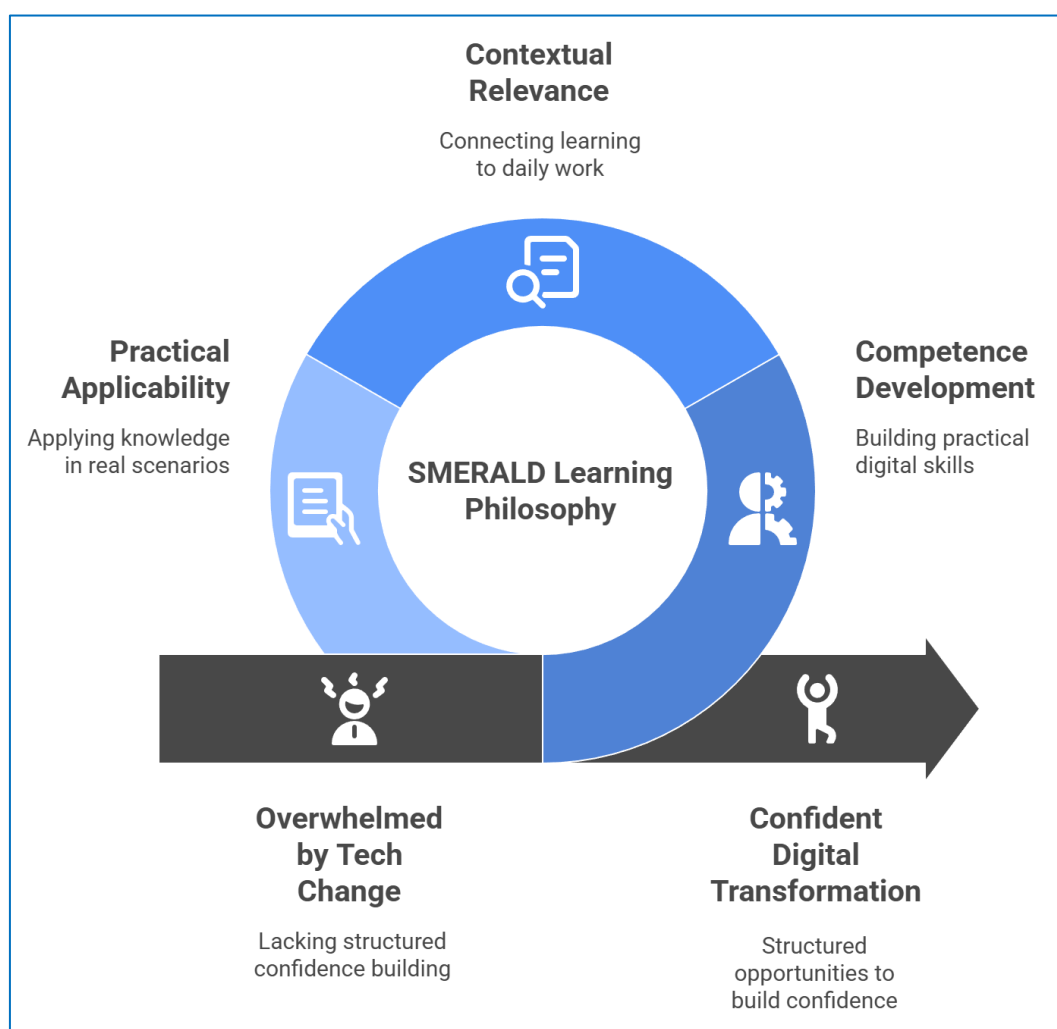 Contextual
Relevance
Connecting learning
to daily work
Practical
Applicability
Applying knowledge
in real scenarios
Competence
Development
Building practical
digital skills
SMERALD Learning
Philosophy
Overwhelmed
by Tech
Change
Lacking structured
confidence building
Confident
Digital
Transformation
Structured
opportunities to
build confidence